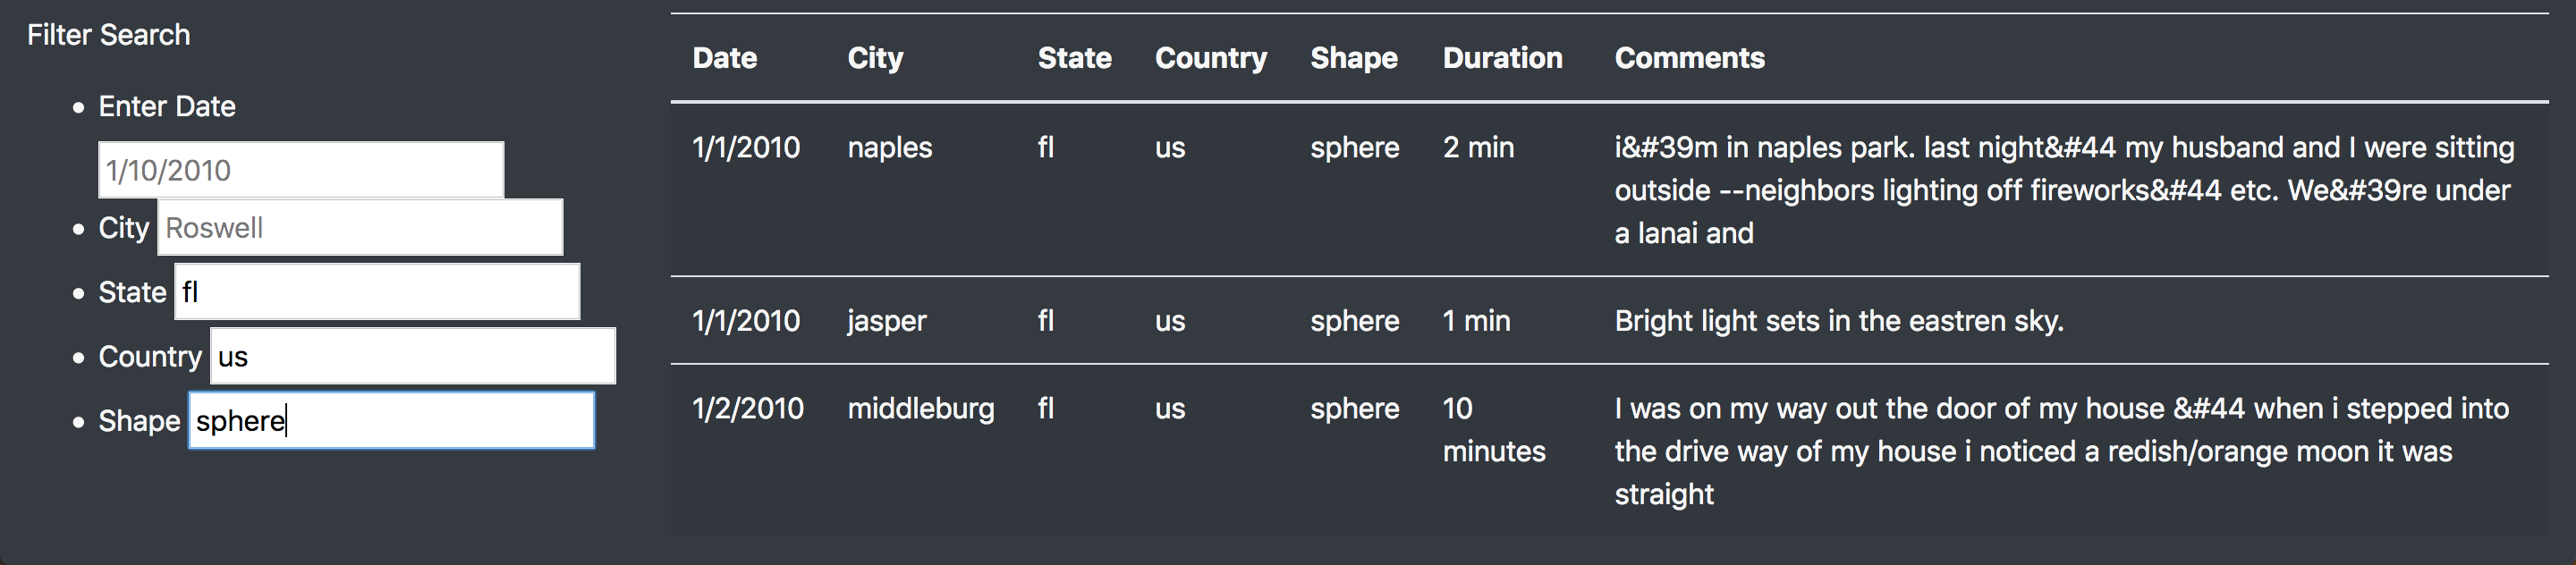 Filter Search
Enter Date
1/10/2010
City Roswell
State fl
Country us
Shape sphere
Date City State Country Shape Duration Comments
1/1/2010 naples fl us sphere 2 min i&#39m in naples park. last night&#44 my husband and I were sitting
outside --neighbors lighting off fireworks&#44 etc. We&#39re under
a lanai and
1/1/2010 jasper fl us sphere 1 min Bright light sets in the eastren sky.
1/2/2010 middleburg fl us sphere 10 I was on my way out the door of my house &#44 when i stepped into
minutes the drive way of my house i noticed a redish/orange moon it was
straight